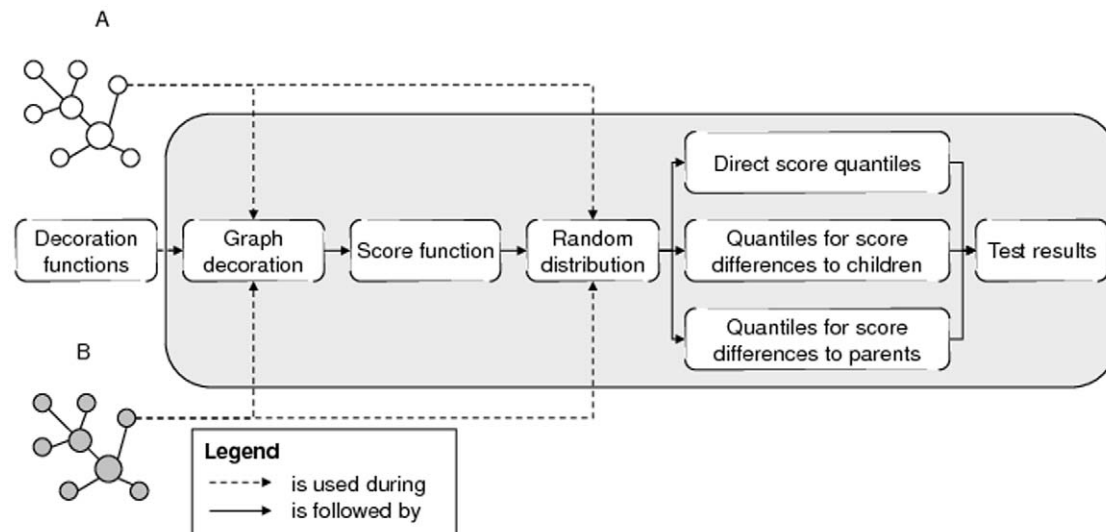 A
Decoration
functions
Graph
decoration
Score function
Random
distribution
Direct score quantiles
Quantiles for score
differences to children
Quantiles for score
differences to parents
Test results
B
Legend
is used during
is followed by